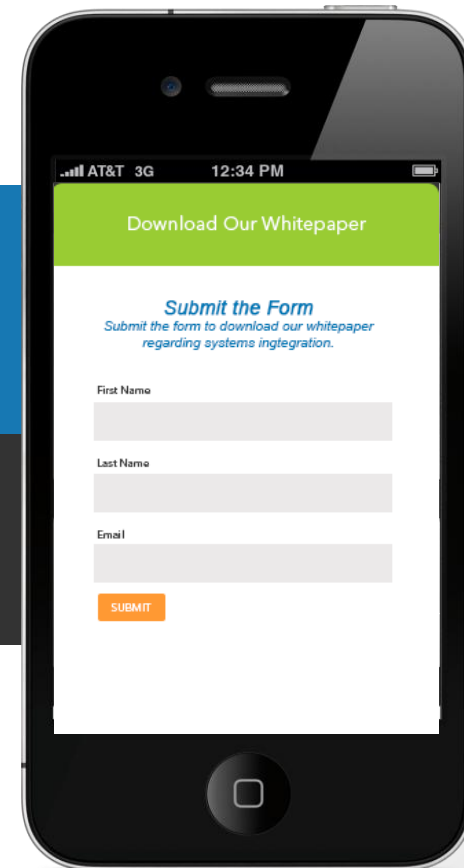 AT&T 3G 12:34 PM
Download Our Whitepaper
Submit the Form
Submit the form to download our whitepaper
regarding systems ingtegration.
First Name
Last Name
Email
SUBMIT